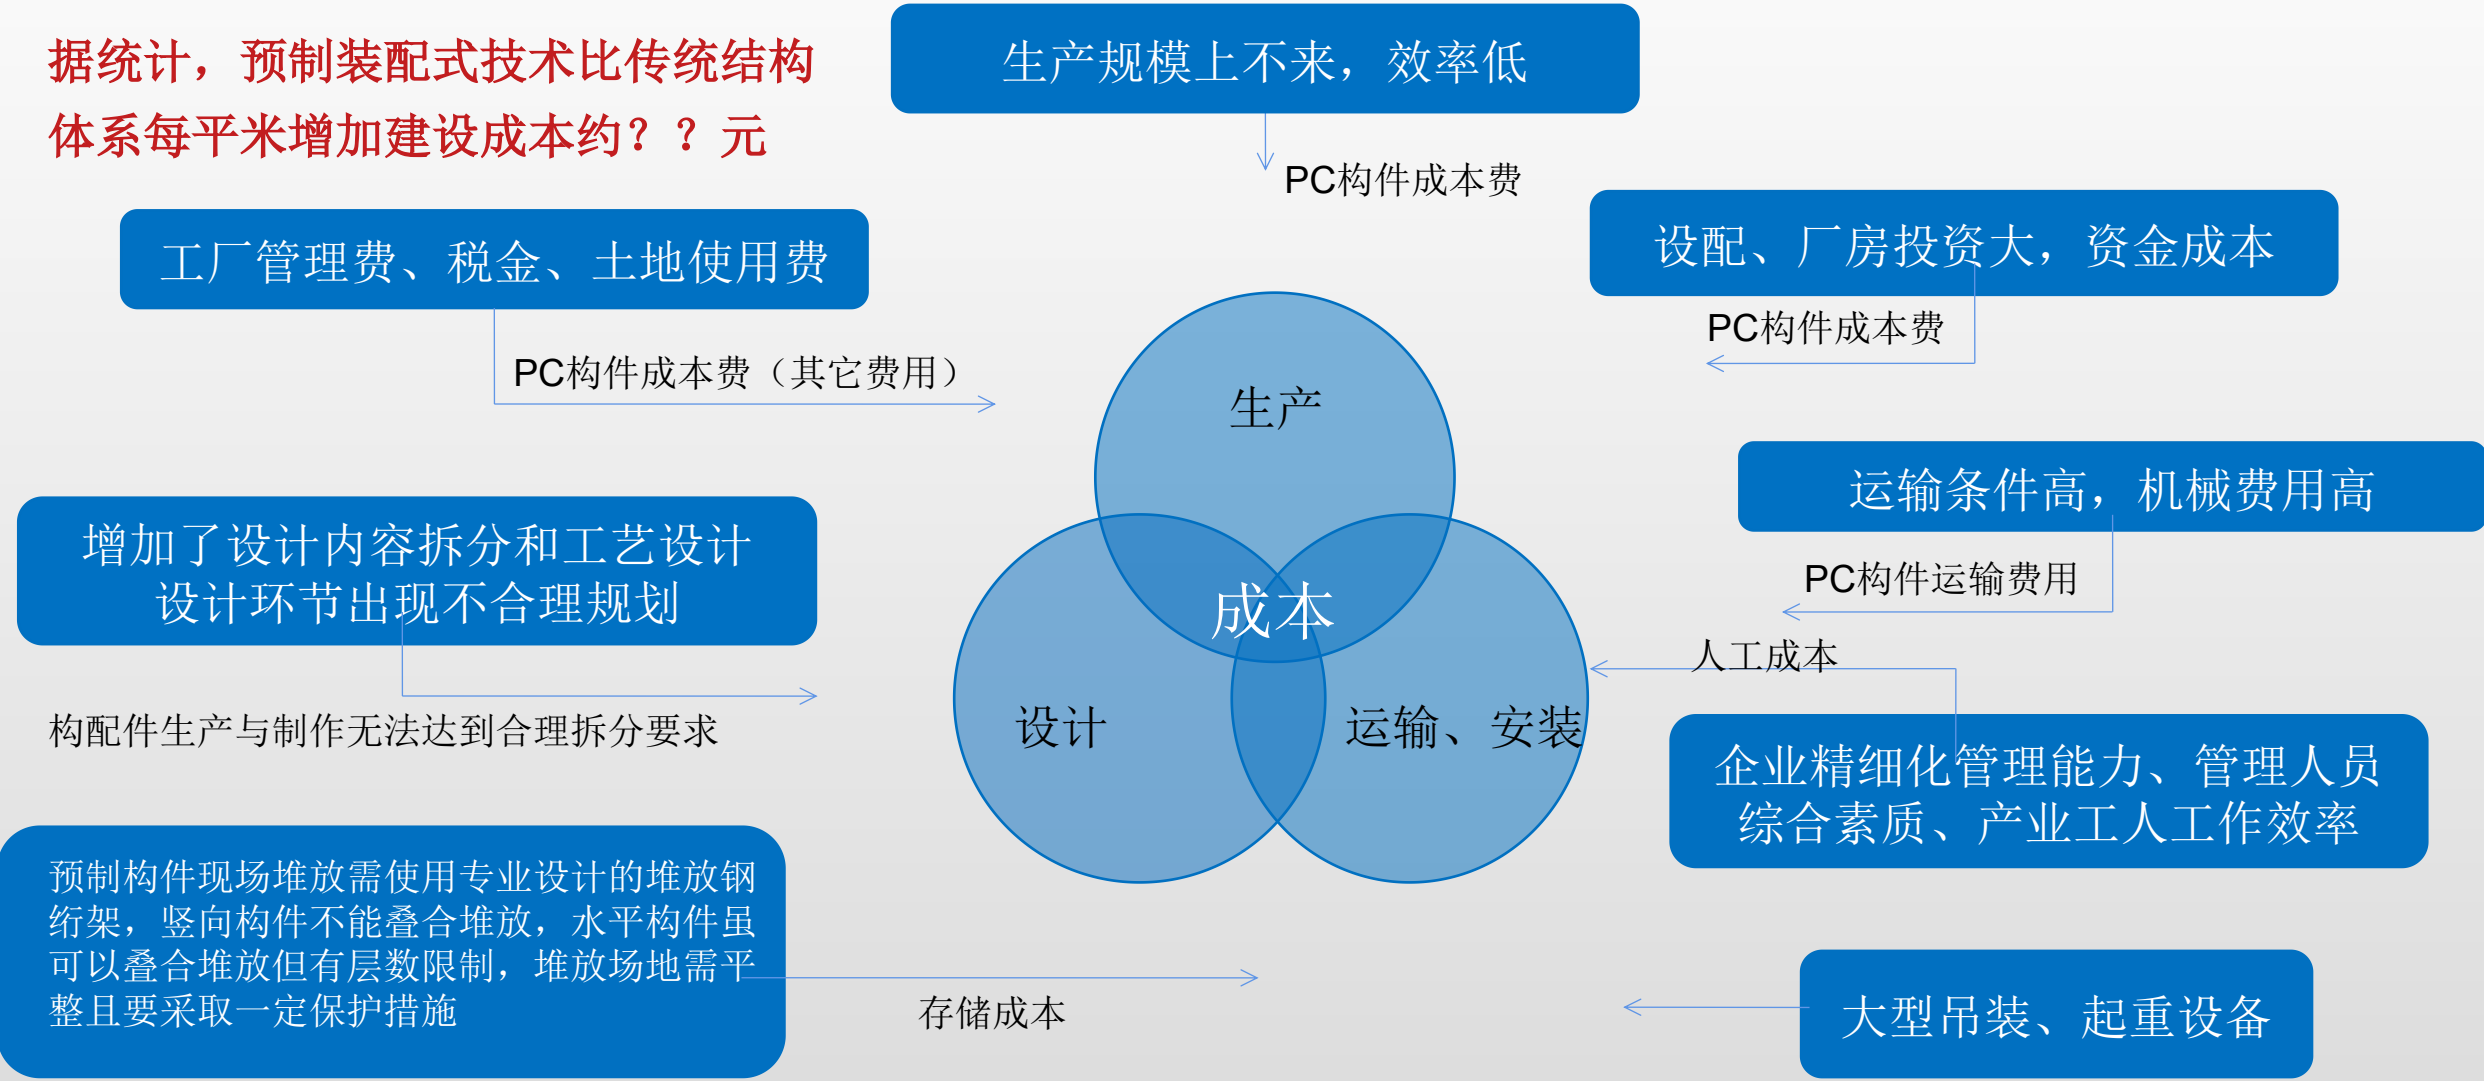 据统计，预制装配式技术比传统结构
体系每平米增加建设成本约？？元
生产规模上不来，效率低
PC构件成本费
工厂管理费、税金、土地使用费
PC构件成本费（其它费用）
设配、厂房投资大，资金成本
PC构件成本费
生产
运输条件高，机械费用高
PC构件运输费用
增加了设计内容拆分和工艺设计
设计环节出现不合理规划
构配件生产与制作无法达到合理拆分要求
成本
人工成本
设计
运输、安装
企业精细化管理能力、管理人员
综合素质、产业工人工作效率
预制构件现场堆放需使用专业设计的堆放钢
绗架，竖向构件不能叠合堆放，水平构件虽
可以叠合堆放但有层数限制，堆放场地需平
整且要采取一定保护措施
存储成本
大型吊装、起重设备